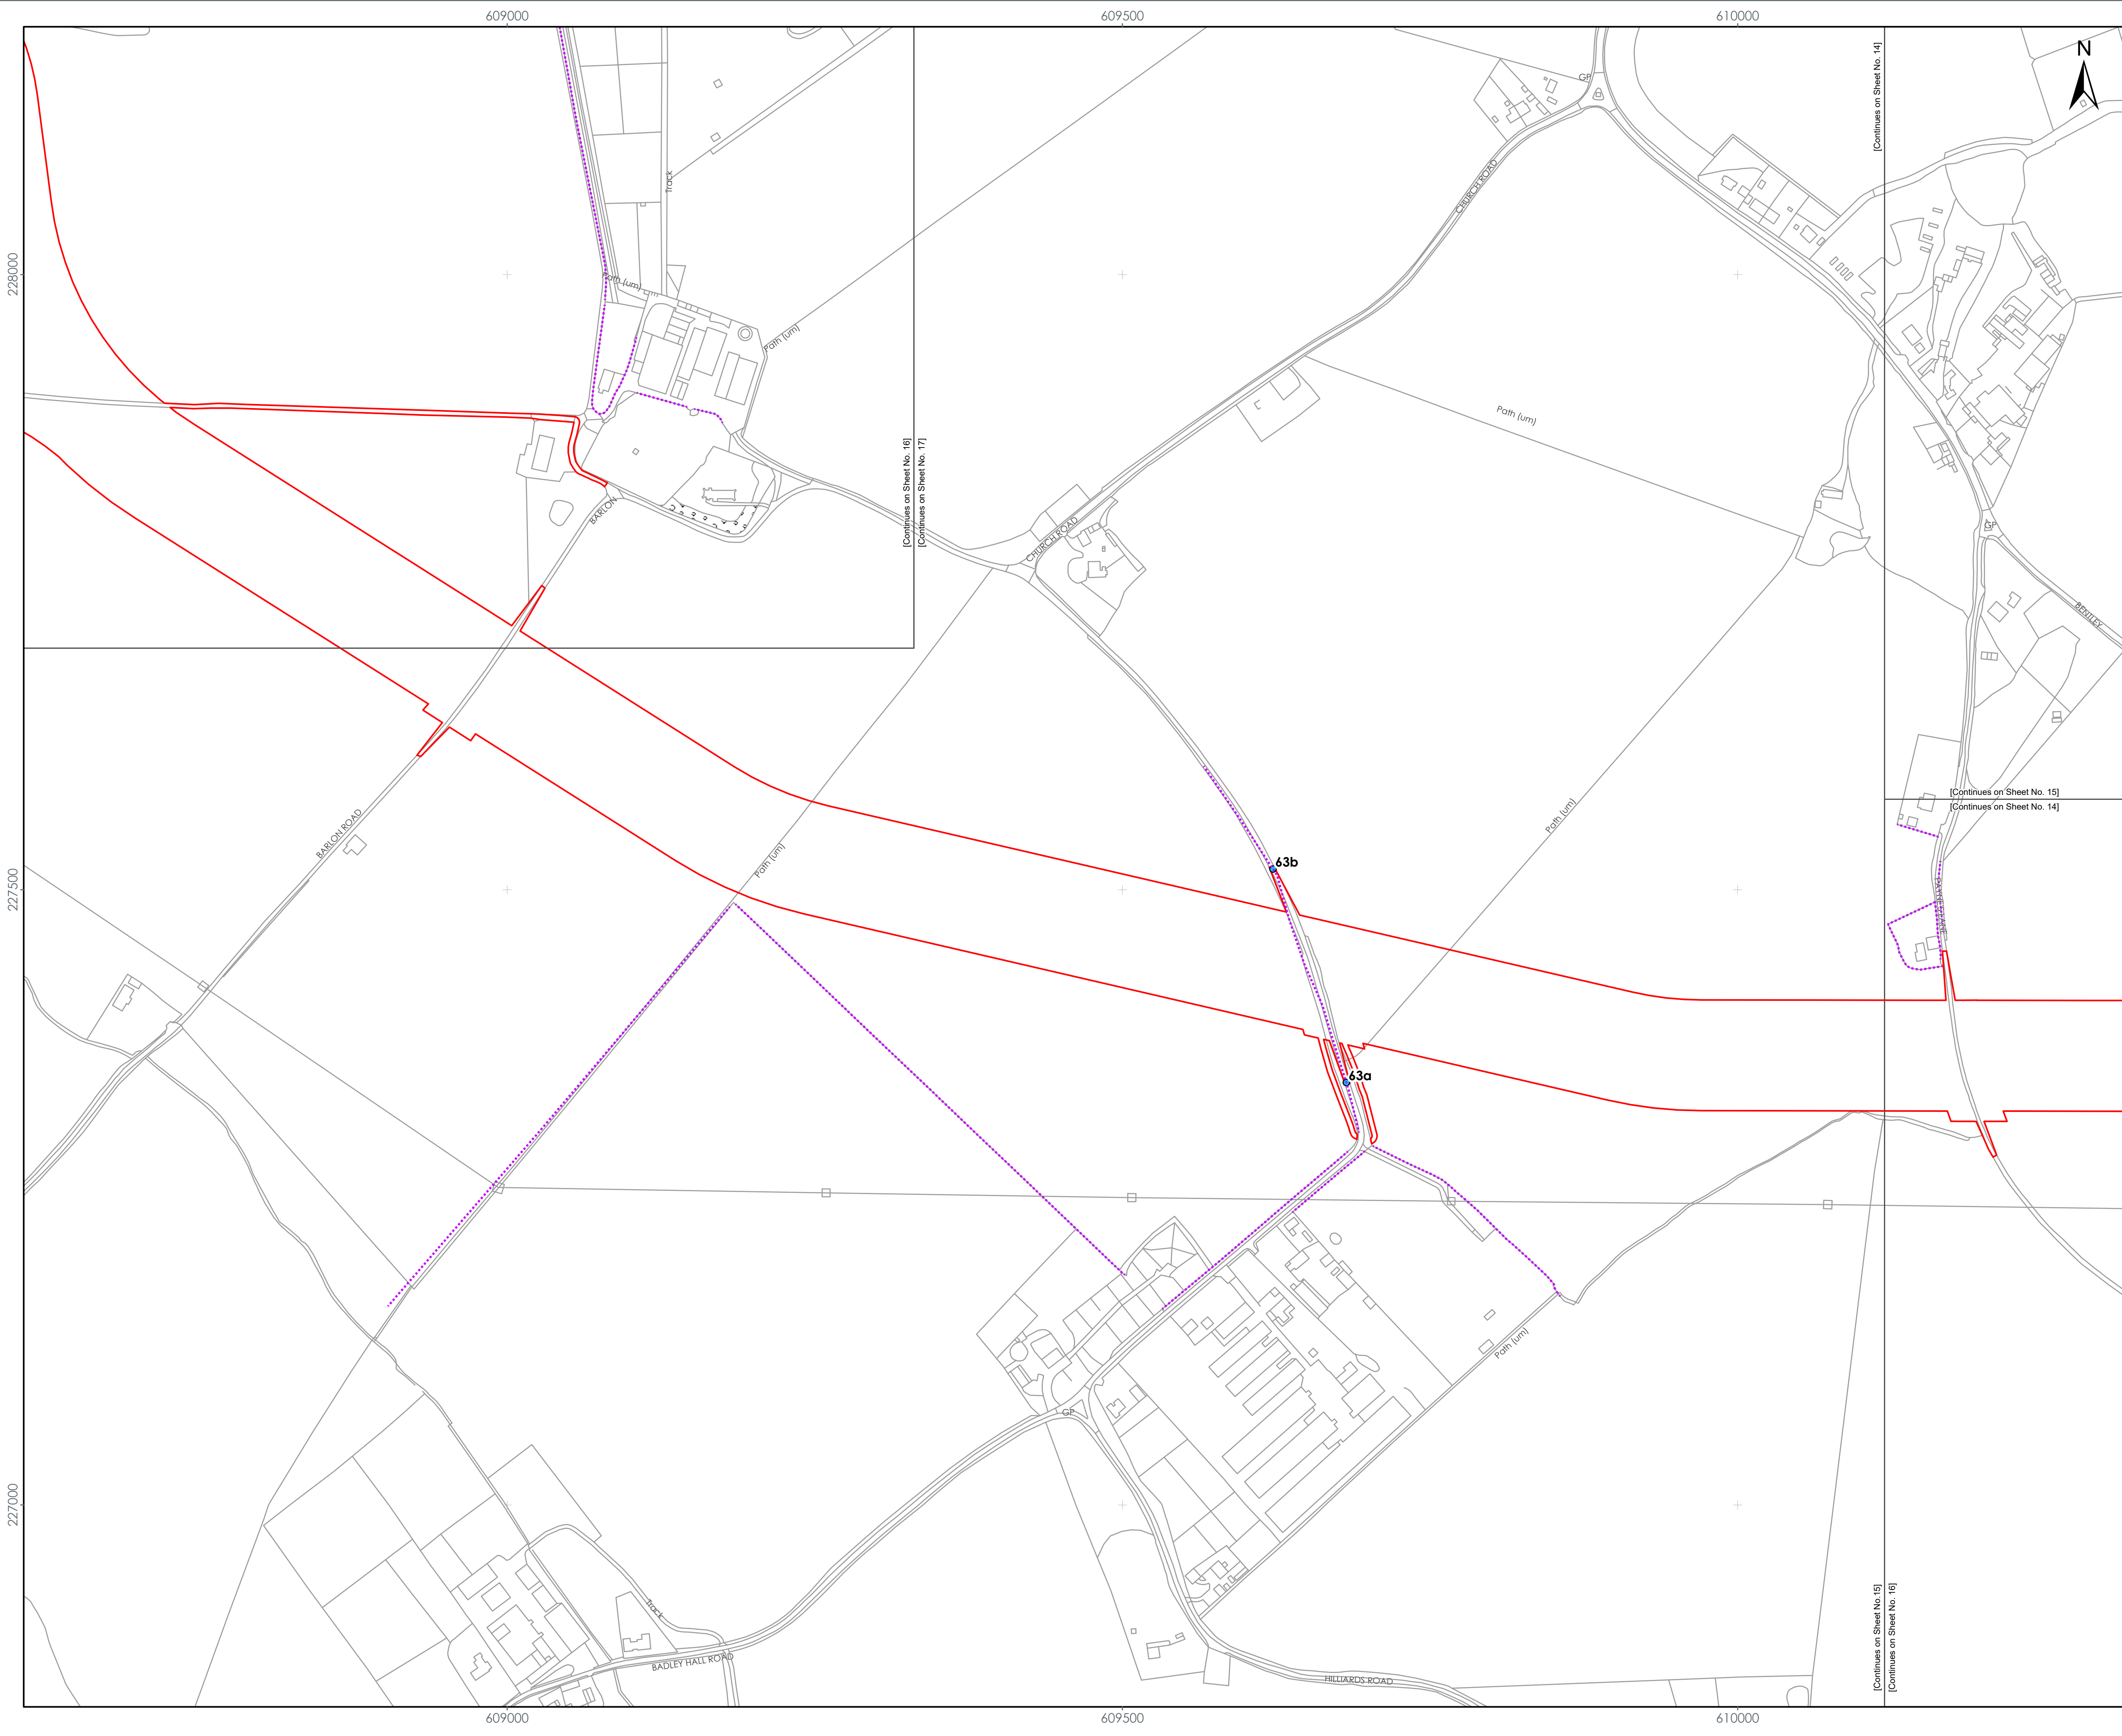 609000
609500
610000
N
[Continues on Sheet No. 14]
GP
Track
CHURCH ROAD
228000
Path (um)
Path (um)
Path (um)
[Continues on Sheet No. 16]
[Continues on Sheet No. 17]
BARLON
CHURCH ROAD
GP
BENTLEY
[Continues on Sheet No. 15]
[Continues on Sheet No. 14]
BARLON ROAD
Path (um)
Path (um)
63b
227500
63a
Path (um)
GP
227000
Track
BADLEY HALL ROAD
HILLIARDS ROAD
[Continues on Sheet No.15]
[Continues on Sheet No. 16]
609000
609500
610000